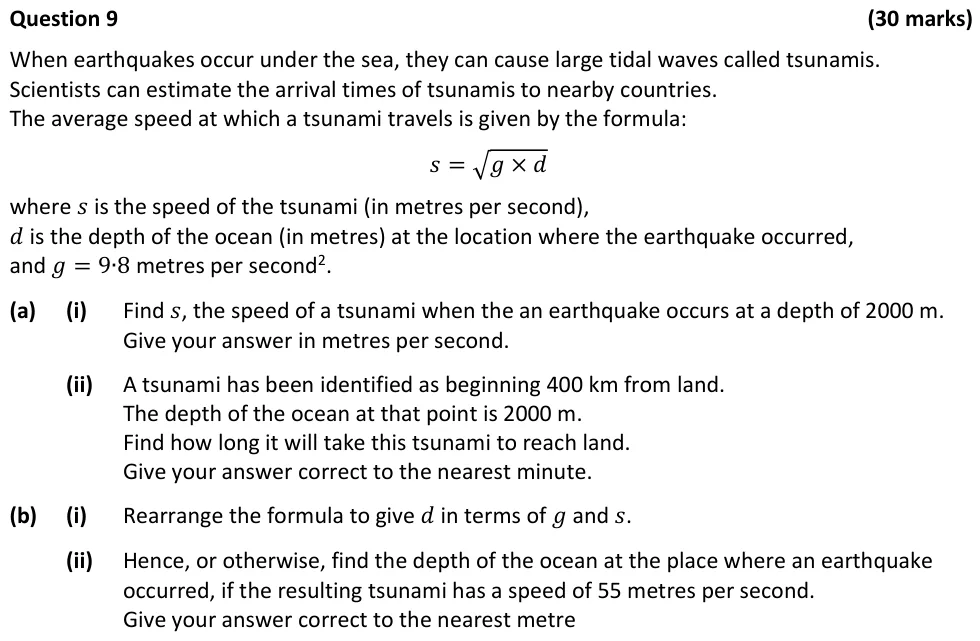 Question 9 (30 marks)
When earthquakes occur under the sea, they can cause large tidal waves called tsunamis.
Scientists can estimate the arrival times of tsunamis to nearby countries.
The average speed at which a tsunami travels is given by the formula:
s = √(g × d)
where s is the speed of the tsunami (in metres per second),
d is the depth of the ocean (in metres) at the location where the earthquake occurred,
and g = 9·8 metres per second².
(a) (i) Find s, the speed of a tsunami when the an earthquake occurs at a depth of 2000 m.
Give your answer in metres per second.
(ii) A tsunami has been identified as beginning 400 km from land.
The depth of the ocean at that point is 2000 m.
Find how long it will take this tsunami to reach land.
Give your answer correct to the nearest minute.
(b) (i) Rearrange the formula to give d in terms of g and s.
(ii) Hence, or otherwise, find the depth of the ocean at the place where an earthquake
occurred, if the resulting tsunami has a speed of 55 metres per second.
Give your answer correct to the nearest metre